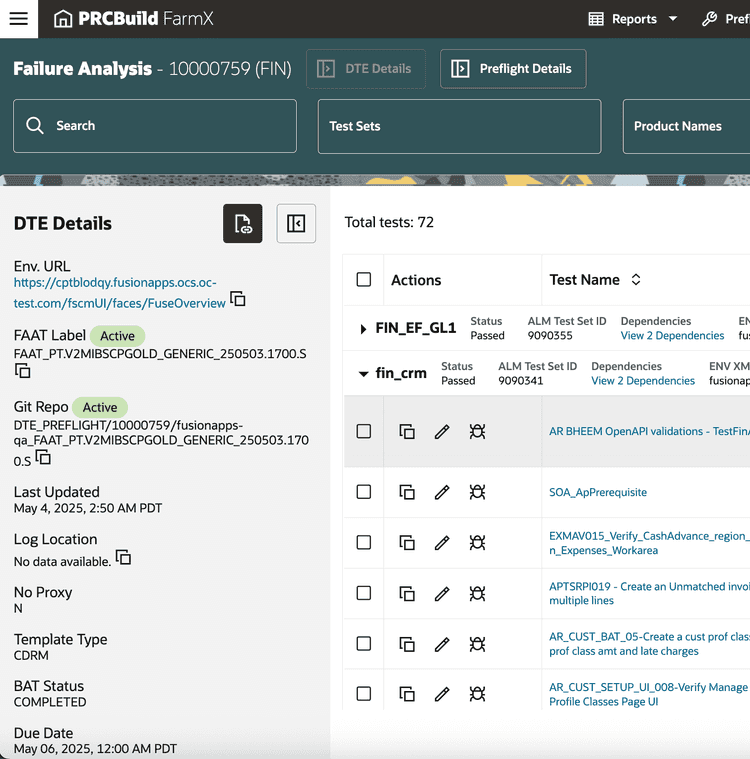 PRCBuild FarmX
Reports
Failure Analysis - 10000759 (FIN)
DTE Details
Preflight Details
Search
Test Sets
Product Names
DTE Details
Env. URL
https://cptblodqy.fusionapps.ocs.oc-
test.com/fscmUI/faces/FuseOverview
FAAT Label Active
FAAT_PT.V2MIBSCPGOLD_GENERIC_250503.1700.S
Git Repo Active
DTE_PREFLIGHT/10000759/fusionapps-
qa_FAAT_PT.V2MIBSCPGOLD_GENERIC_250503.170
0.S
Last Updated
May 4, 2025, 2:50 AM PDT
Log Location
No data available.
No Proxy
N
Template Type
CDRM
BAT Status
COMPLETED
Due Date
May 06, 2025, 12:00 AM PDT
Total tests: 72
Actions
Test Name
FIN_EF_GL1
Status
Passed
ALM Test Set ID
9090355
Dependencies
View 2 Dependencies
fin_crm
Status
Passed
ALM Test Set ID
9090341
Dependencies
View 2 Dependencies
ENV XM
fusionap
AR BHEEM OpenAPI validations - TestFin
SOA_ApPrerequisite
EXMAV015_Verify_CashAdvance_region_
n_Expenses_Workarea
APTSRPI019 - Create an Unmatched invo
multiple lines
AR_CUST_BAT_05-Create a cust prof clas
prof class amt and late charges
AR_CUST_SETUP_UI_008-Verify Manage
Profile Classes Page UI